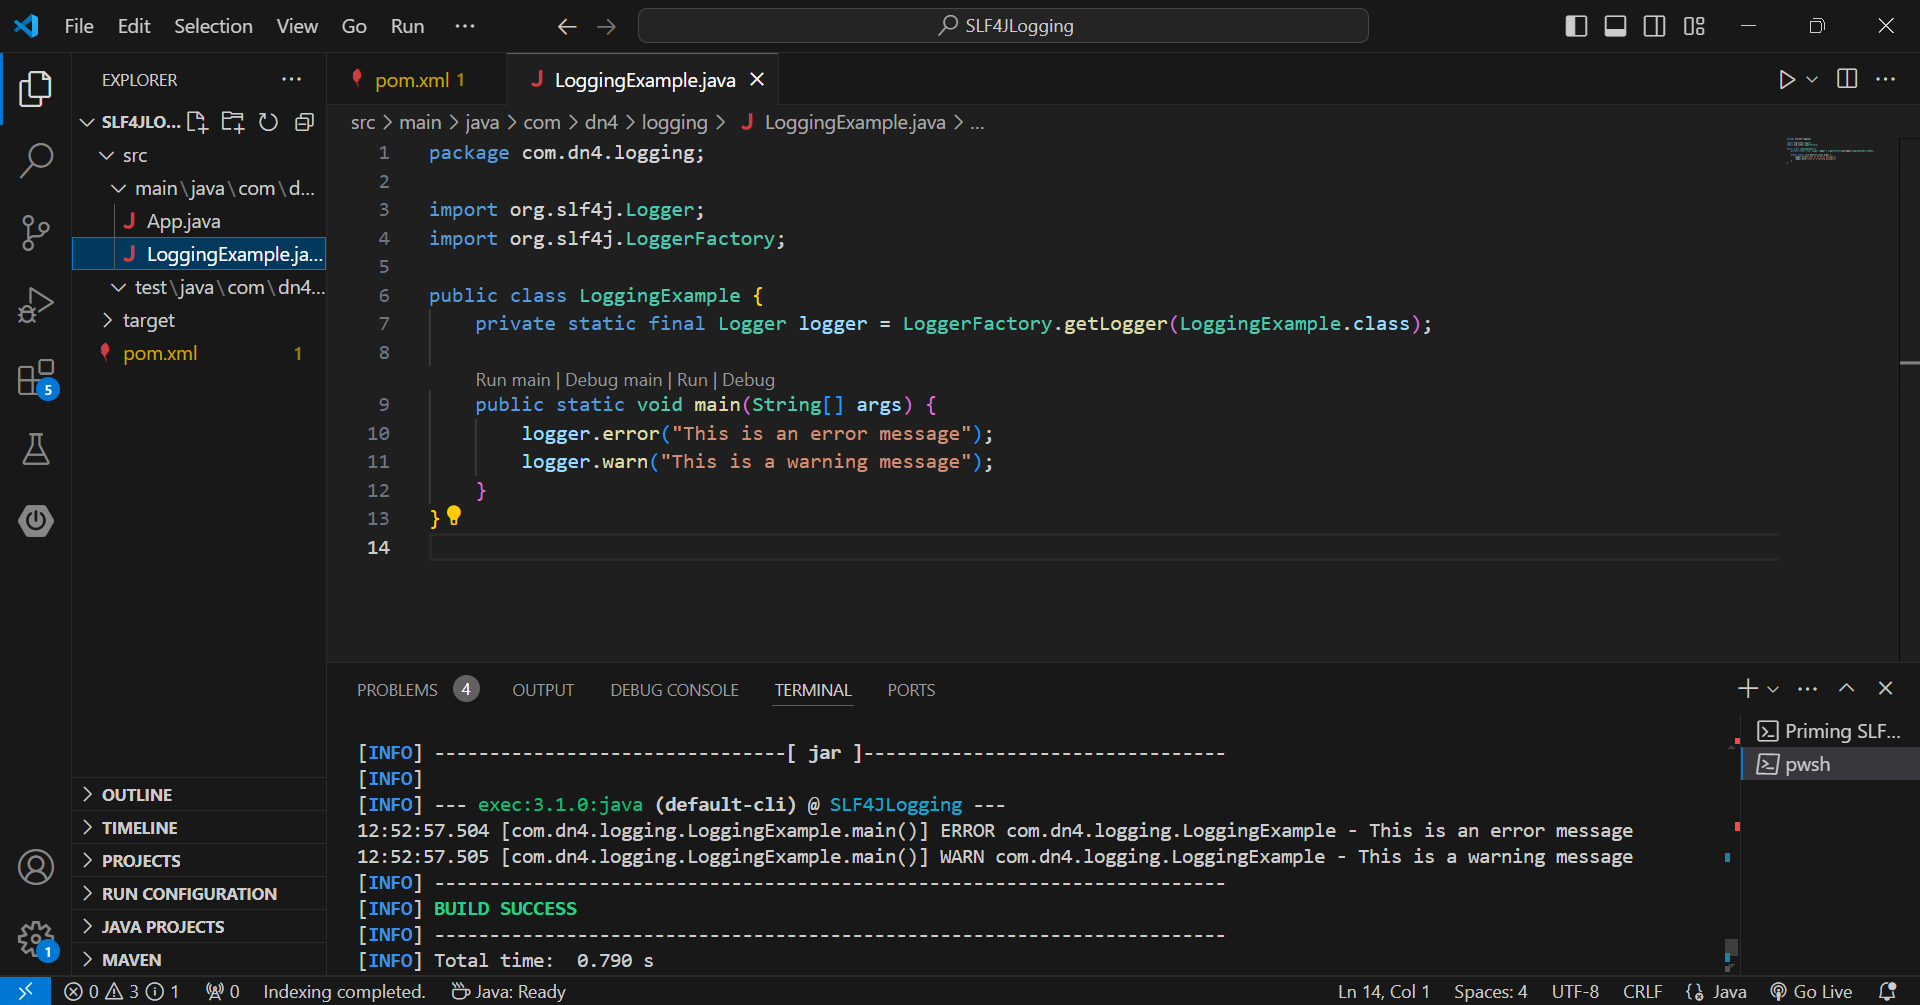 File Edit Selection View Go Run ··· SLF4JLogging
EXPLORER ···
SLF4JLO...
src
main\java\com\d...
App.java
LoggingExample.ja...
test\java\com\dn4...
target
pom.xml 1
5
OUTLINE
TIMELINE
PROJECTS
RUN CONFIGURATION
JAVA PROJECTS
MAVEN
1
pom.xml 1 LoggingExample.java
src > main > java > com > dn4 > logging > LoggingExample.java > ...
1 package com.dn4.logging;
2
3 import org.slf4j.Logger;
4 import org.slf4j.LoggerFactory;
5
6 public class LoggingExample {
7 private static final Logger logger = LoggerFactory.getLogger(LoggingExample.class);
8
Run main | Debug main | Run | Debug
9 public static void main(String[] args) {
10 logger.error("This is an error message");
11 logger.warn("This is a warning message");
12 }
13 }
14
PROBLEMS 4 OUTPUT DEBUG CONSOLE TERMINAL PORTS
[INFO] --------------------------------[ jar ]---------------------------------
[INFO]
[INFO] --- exec:3.1.0:java (default-cli) @ SLF4JLogging ---
12:52:57.504 [com.dn4.logging.LoggingExample.main()] ERROR com.dn4.logging.LoggingExample - This is an error message
12:52:57.505 [com.dn4.logging.LoggingExample.main()] WARN com.dn4.logging.LoggingExample - This is a warning message
[INFO] ------------------------------------------------------------------------
[INFO] BUILD SUCCESS
[INFO] ------------------------------------------------------------------------
[INFO] Total time:  0.790 s
Priming SLF...
pwsh
0 3 1 0 Indexing completed. Java: Ready Ln 14, Col 1 Spaces: 4 UTF-8 CRLF {} Java Go Live